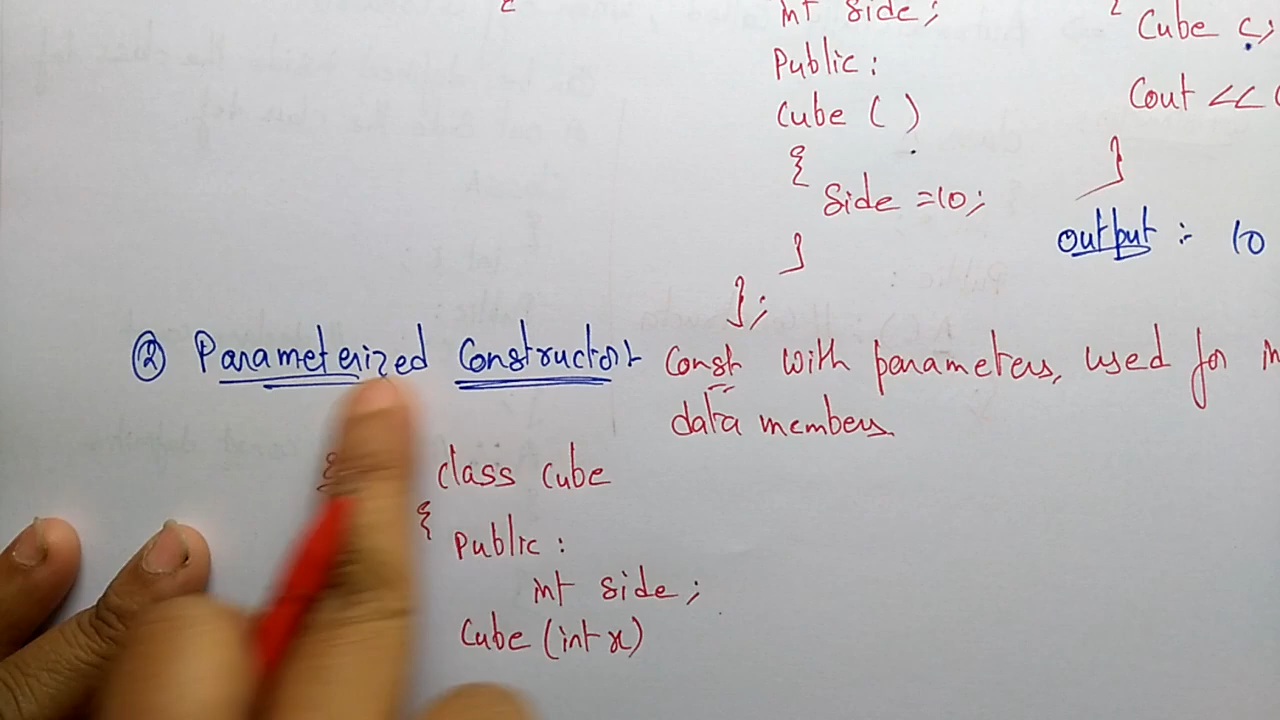 int side;
Public:
Cube ( )
{
Side =10;
}
};
Cube c;
Cout <<
}
output :- 10
② Parameterized Constructor Const with parameters, used for
data members
class cube
{
Public:
int side;
Cube (int x)